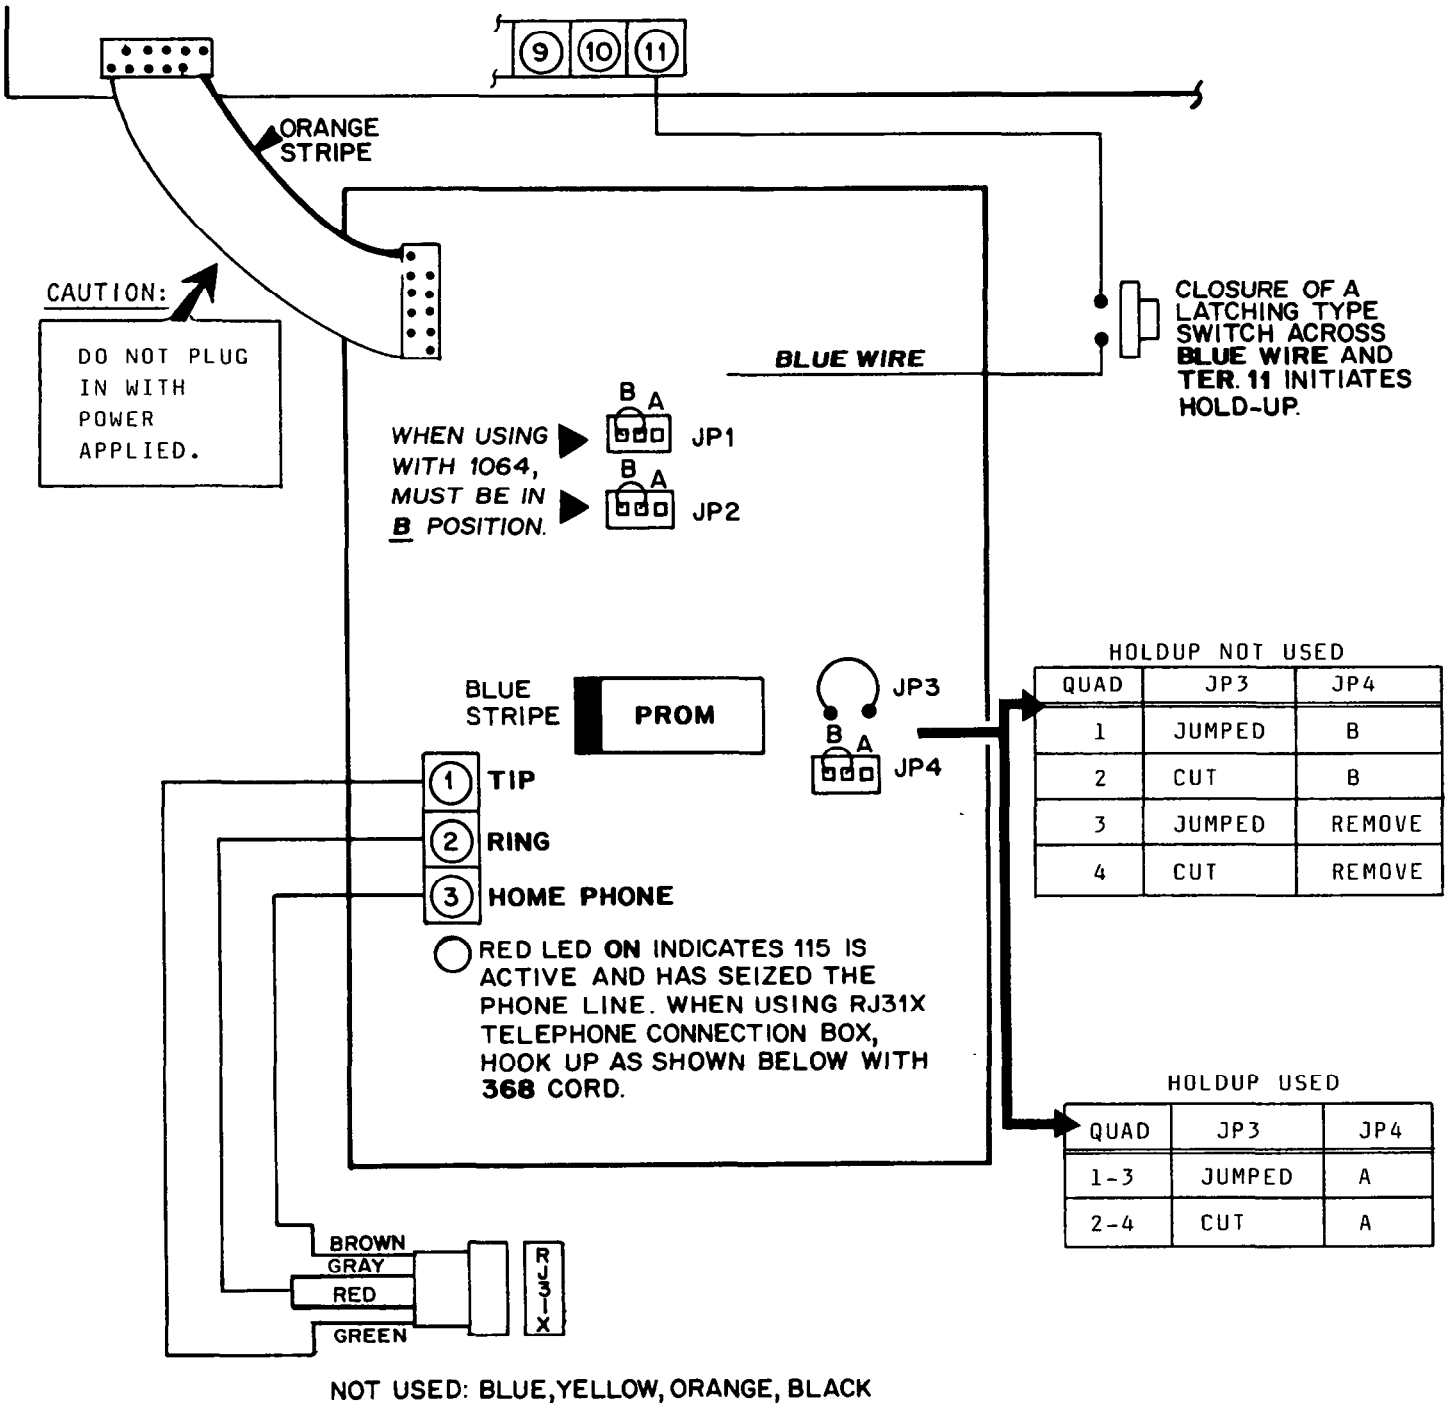 9 10 11
ORANGE
STRIPE
CAUTION:
DO NOT PLUG
IN WITH
POWER
APPLIED.
BLUE WIRE
CLOSURE OF A
LATCHING TYPE
SWITCH ACROSS
BLUE WIRE AND
TER. 11 INITIATES
HOLD-UP.
WHEN USING
WITH 1064,
MUST BE IN
B POSITION.
B A
JP1
B A
JP2
BLUE
STRIPE
PROM
JP3
B A
JP4
HOLDUP NOT USED
QUAD JP3 JP4
1 JUMPED B
2 CUT B
3 JUMPED REMOVE
4 CUT REMOVE
1 TIP
2 RING
3 HOME PHONE
RED LED ON INDICATES 115 IS
ACTIVE AND HAS SEIZED THE
PHONE LINE. WHEN USING RJ31X
TELEPHONE CONNECTION BOX,
HOOK UP AS SHOWN BELOW WITH
368 CORD.
HOLDUP USED
QUAD JP3 JP4
1-3 JUMPED A
2-4 CUT A
BROWN
GRAY
RED
GREEN
RJ31X
NOT USED: BLUE, YELLOW, ORANGE, BLACK